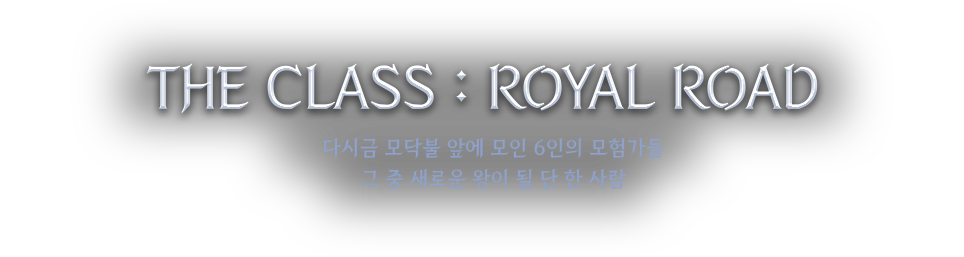 THE CLASS : ROYAL ROAD
다시금 모닥불 앞에 모인 6인의 모험가들
그 중 새로운 왕이 될 단 한 사람